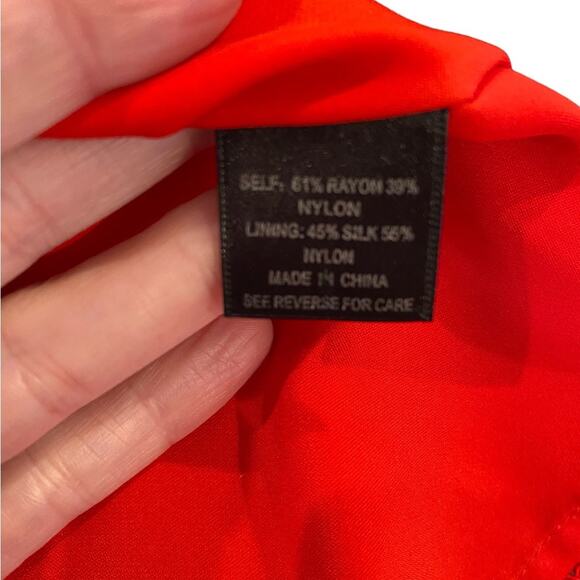 SELF: 61% RAYON 39%
NYLON
LINING: 45% SILK 55%
NYLON
MADE IN CHINA
SEE REVERSE FOR CARE